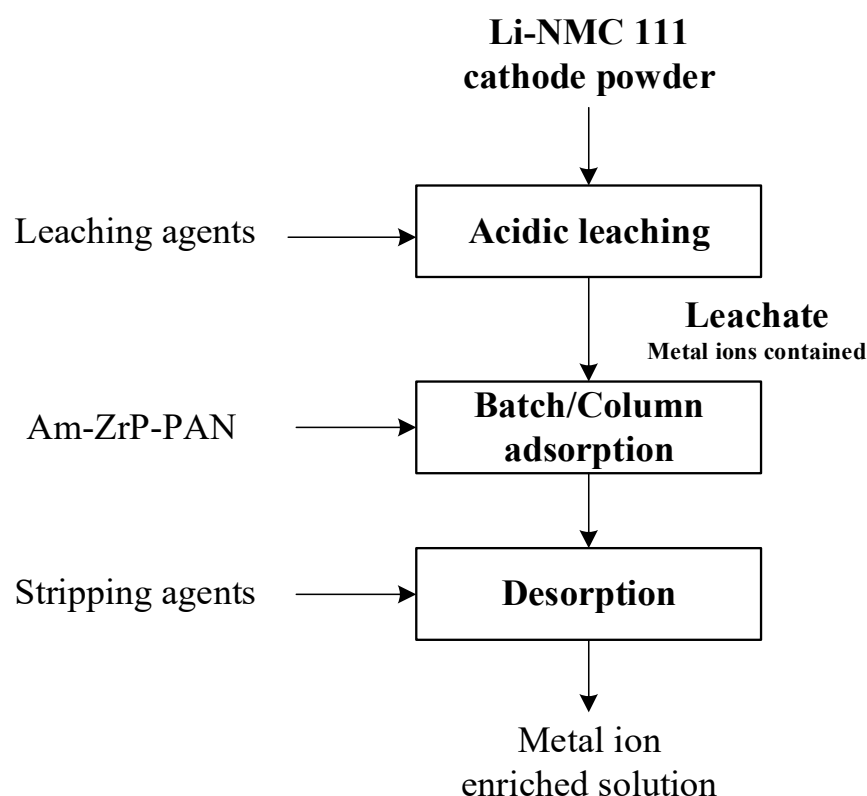 Li-NMC 111
cathode powder
Leaching agents
Acidic leaching
Leachate
Metal ions contained
Am-ZrP-PAN
Batch/Column
adsorption
Stripping agents
Desorption
Metal ion
enriched solution